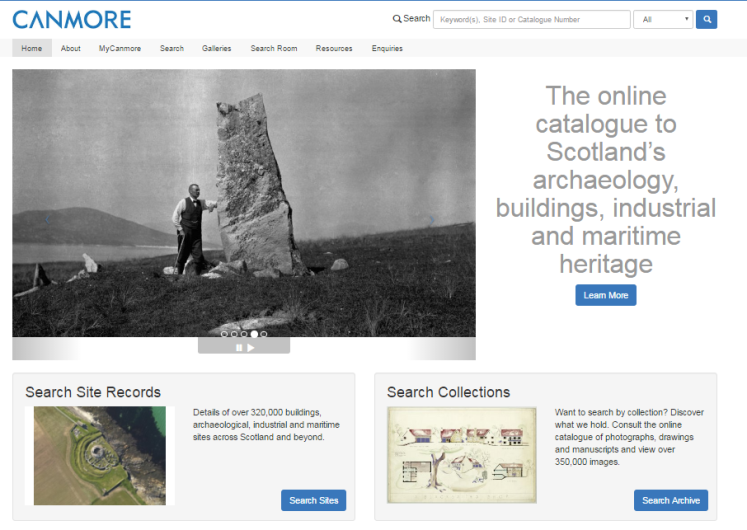 CANMORE
Search Keyword(s), Site ID or Catalogue Number All
Home About MyCanmore Search Galleries Search Room Resources Enquiries
The online
catalogue to
Scotland's
archaeology,
buildings, industrial
and maritime
heritage
Learn More
Search Site Records
Details of over 320,000 buildings,
archaeological, industrial and maritime
sites across Scotland and beyond.
Search Sites
Search Collections
Want to search by collection? Discover
what we hold. Consult the online
catalogue of photographs, drawings
and manuscripts and view over
350,000 images.
Search Archive